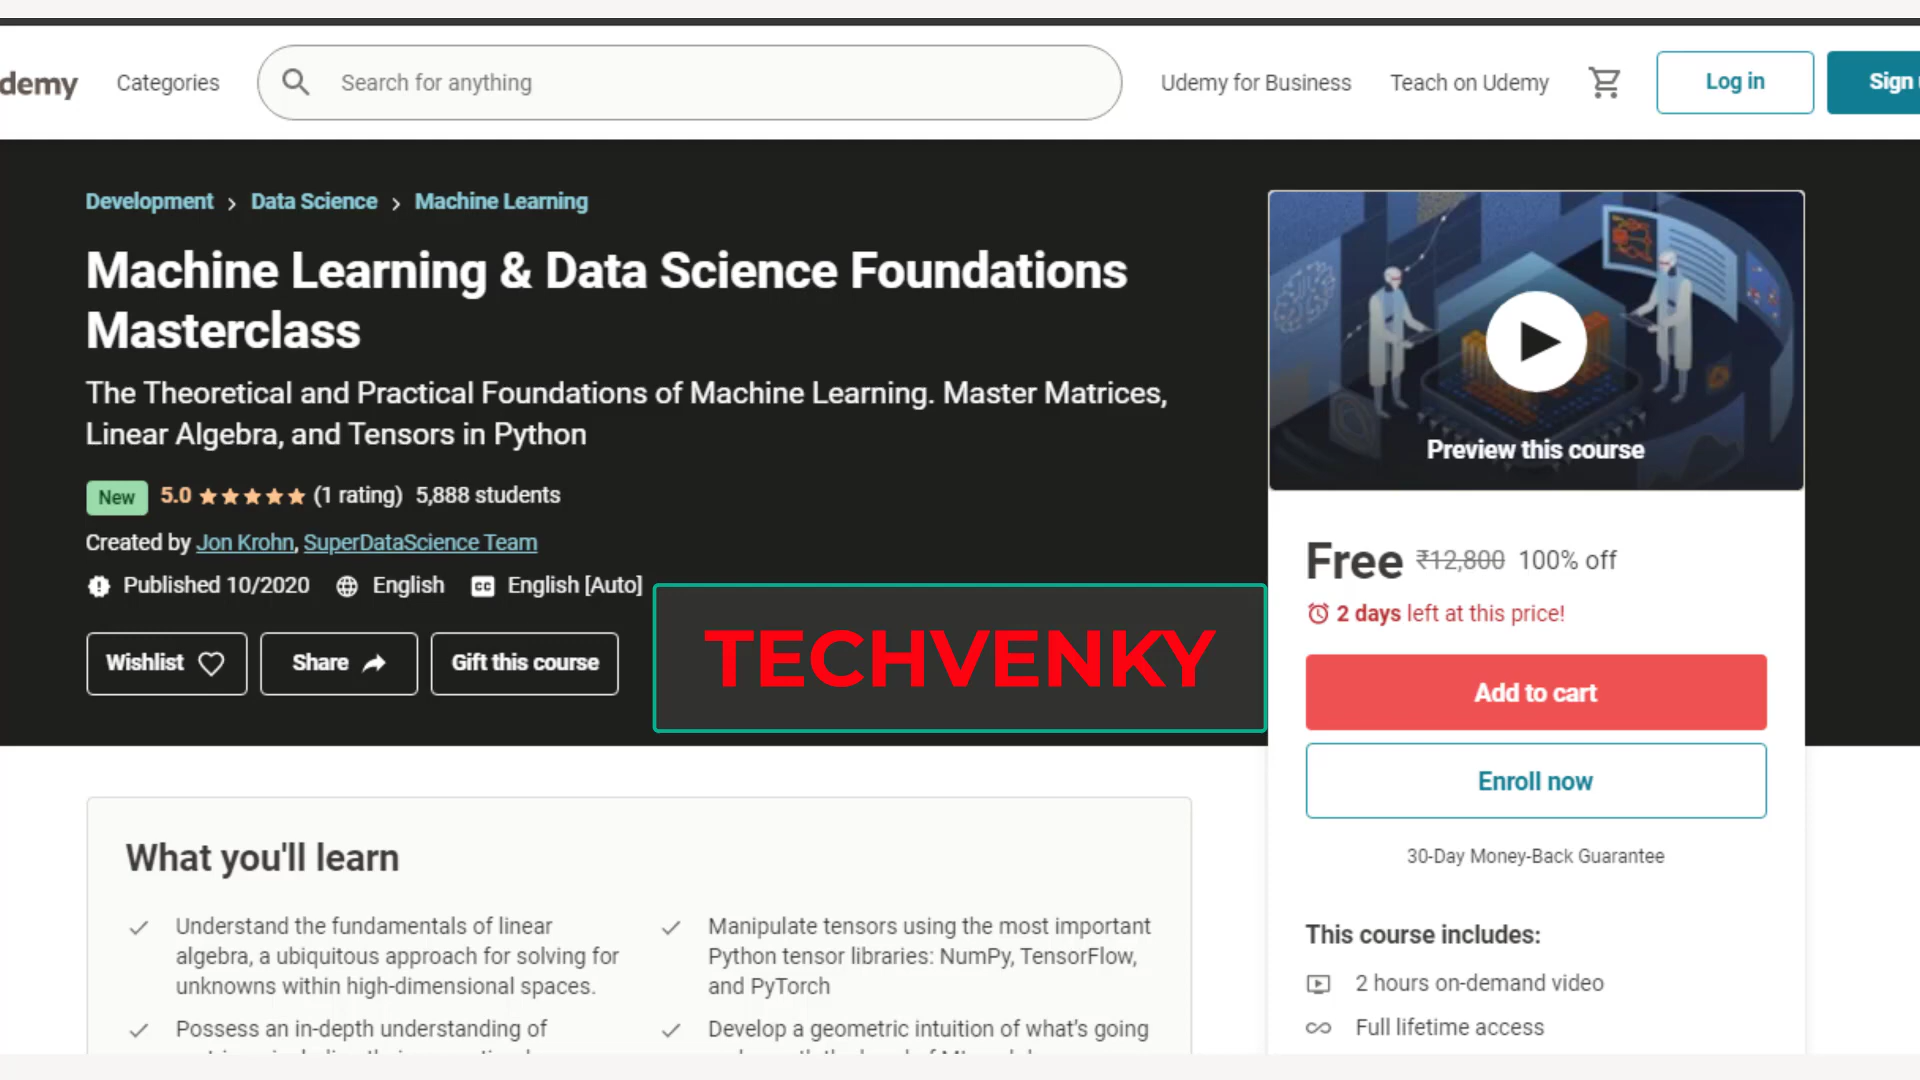 demy
Categories
Search for anything
Udemy for Business
Teach on Udemy
Log in
Sign
Development > Data Science > Machine Learning
Machine Learning & Data Science Foundations
Masterclass
The Theoretical and Practical Foundations of Machine Learning. Master Matrices,
Linear Algebra, and Tensors in Python
New 5.0 (1 rating) 5,888 students
Created by Jon Krohn, SuperDataScience Team
Published 10/2020 English CC English [Auto]
Wishlist
Share
Gift this course
TECHVENKY
Preview this course
Free ₹12,800 100% off
2 days left at this price!
Add to cart
Enroll now
30-Day Money-Back Guarantee
This course includes:
2 hours on-demand video
Full lifetime access
What you'll learn
Understand the fundamentals of linear
algebra, a ubiquitous approach for solving for
unknowns within high-dimensional spaces.
Possess an in-depth understanding of
Manipulate tensors using the most important
Python tensor libraries: NumPy, TensorFlow,
and PyTorch
Develop a geometric intuition of what's going